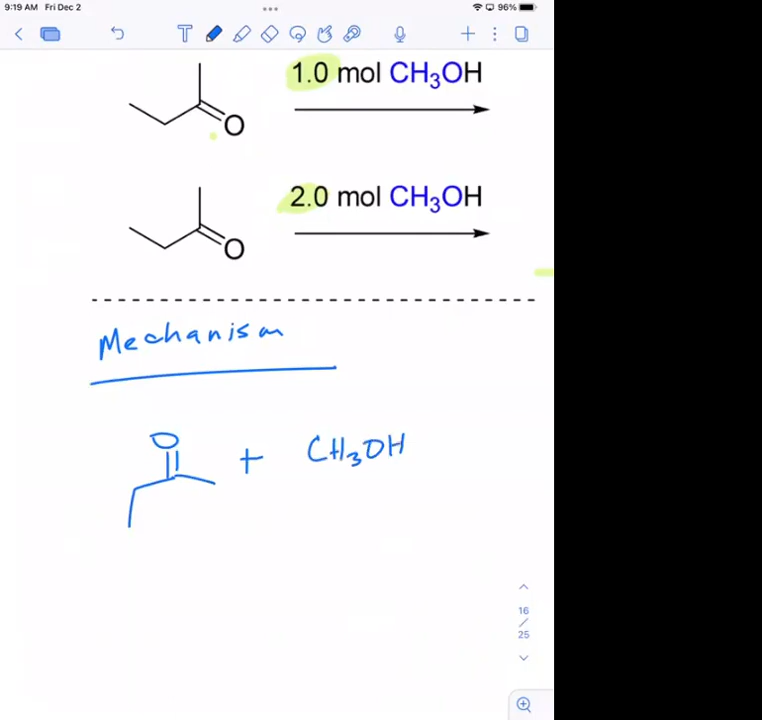 9:19 AM Fri Dec 2
96%
1.0 mol CH₃OH
O
2.0 mol CH₃OH
O
Mechanism
O
+ CH₃OH
16
/
25